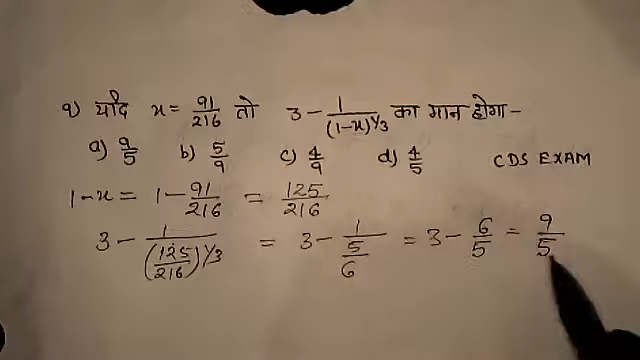 q) यदि x = 91/216 तो 3 - 1/(1-x)^1/3 का मान होगा -
a) 9/5 b) 5/9 c) 4/9 d) 4/5 CDS EXAM
1-x = 1 - 91/216 = 125/216
3 - 1/(125/216)^1/3 = 3 - 1/(5/6) = 3 - 6/5 = 9/5